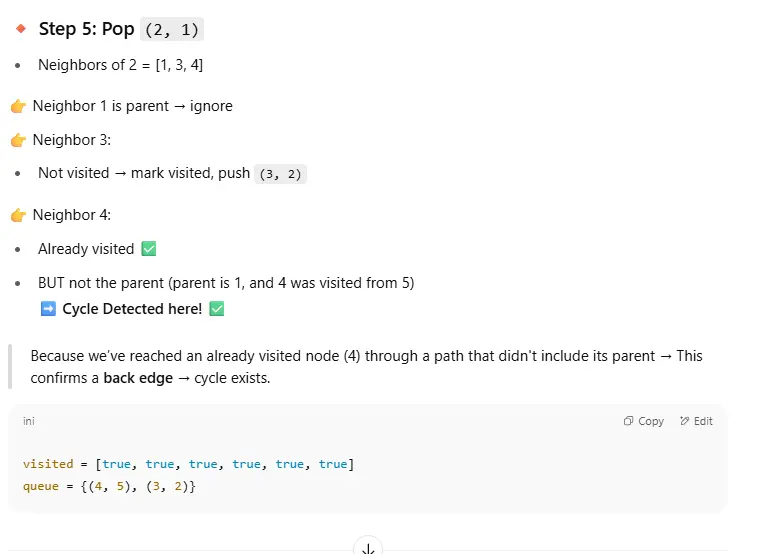 Step 5: Pop (2, 1)
Neighbors of 2 = [1, 3, 4]
👉 Neighbor 1 is parent → ignore
👉 Neighbor 3:
Not visited → mark visited, push (3, 2)
👉 Neighbor 4:
Already visited ✅
BUT not the parent (parent is 1, and 4 was visited from 5)
➡️ Cycle Detected here! ✅
Because we've reached an already visited node (4) through a path that didn't include its parent → This
confirms a back edge → cycle exists.
ini Copy Edit
visited = [true, true, true, true, true, true]
queue = {(4, 5), (3, 2)}